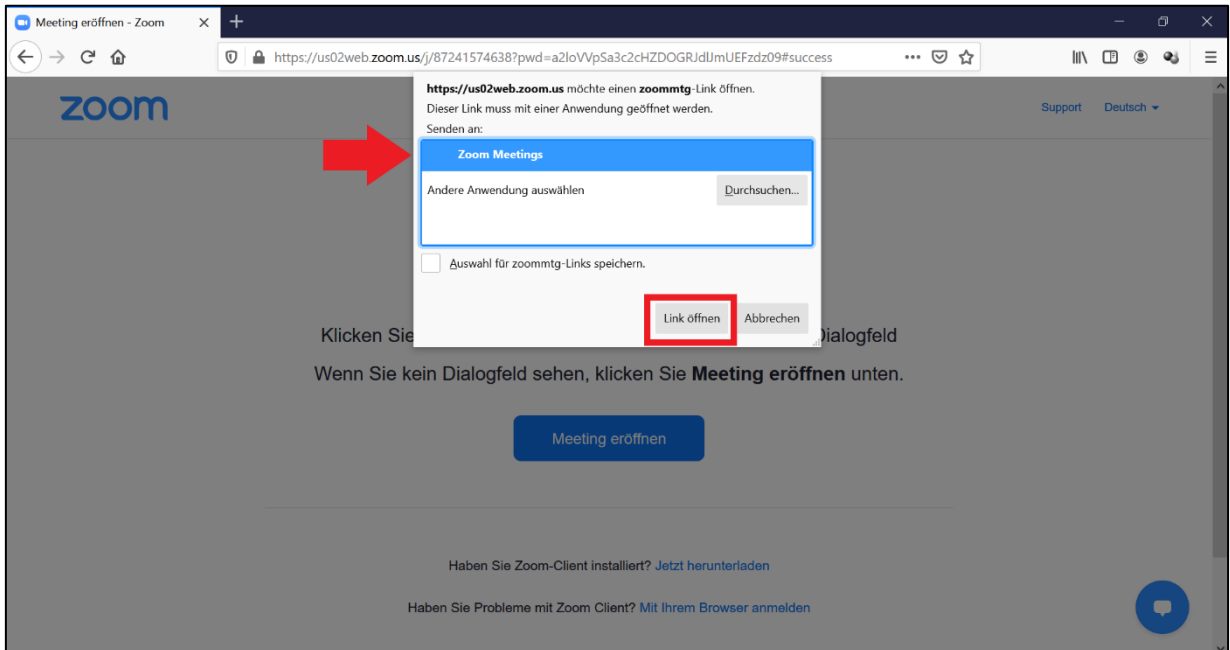 Meeting eröffnen - Zoom
https://us02web.zoom.us/j/87241574638?pwd=a2loVVpSa3c2cHZDOGRJdlJmUEFzdz09#success
zoom
Support Deutsch
https://us02web.zoom.us möchte einen zoommtg-Link öffnen.
Dieser Link muss mit einer Anwendung geöffnet werden.
Senden an:
Zoom Meetings
Andere Anwendung auswählen Durchsuchen...
Auswahl für zoommtg-Links speichern.
Link öffnen Abbrechen
Klicken Sie Dialogfeld
Wenn Sie kein Dialogfeld sehen, klicken Sie Meeting eröffnen unten.
Meeting eröffnen
Haben Sie Zoom-Client installiert? Jetzt herunterladen
Haben Sie Probleme mit Zoom Client? Mit Ihrem Browser anmelden